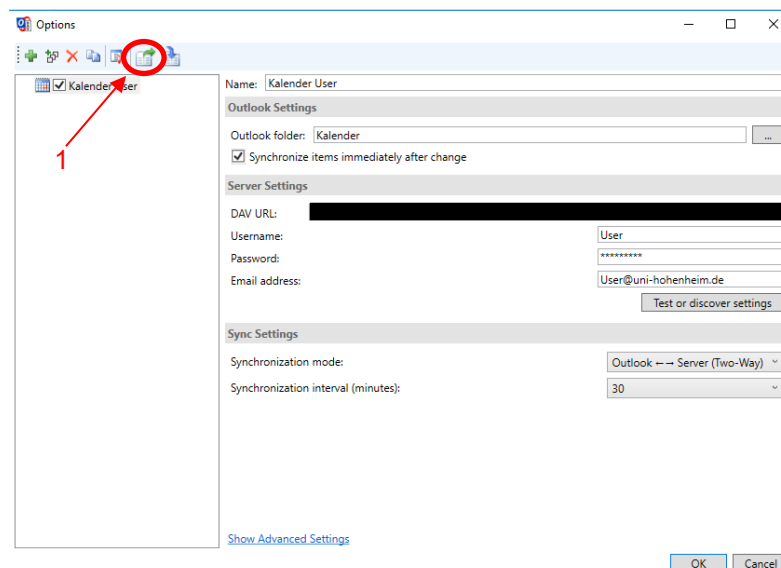 Options
Kalender User
Name: Kalender User
Outlook Settings
Outlook folder: Kalender ...
Synchronize items immediately after change
1
Server Settings
DAV URL:
Username: User
Password: *********
Email address: User@uni-hohenheim.de
Test or discover settings
Sync Settings
Synchronization mode: Outlook ←→ Server (Two-Way)
Synchronization interval (minutes): 30
Show Advanced Settings
OK Cancel